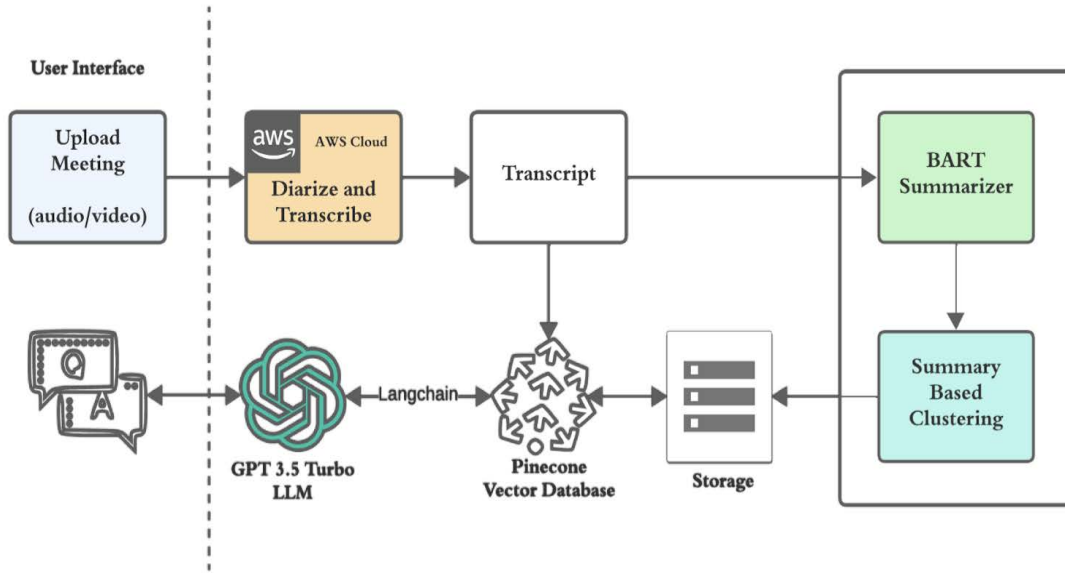 User Interface
Upload
Meeting
(audio/video)
aws
AWS Cloud
Diarize and
Transcribe
Transcript
BART
Summarizer
Q
A
GPT 3.5 Turbo
LLM
Langchain
Pinecone
Vector Database
Storage
Summary
Based
Clustering